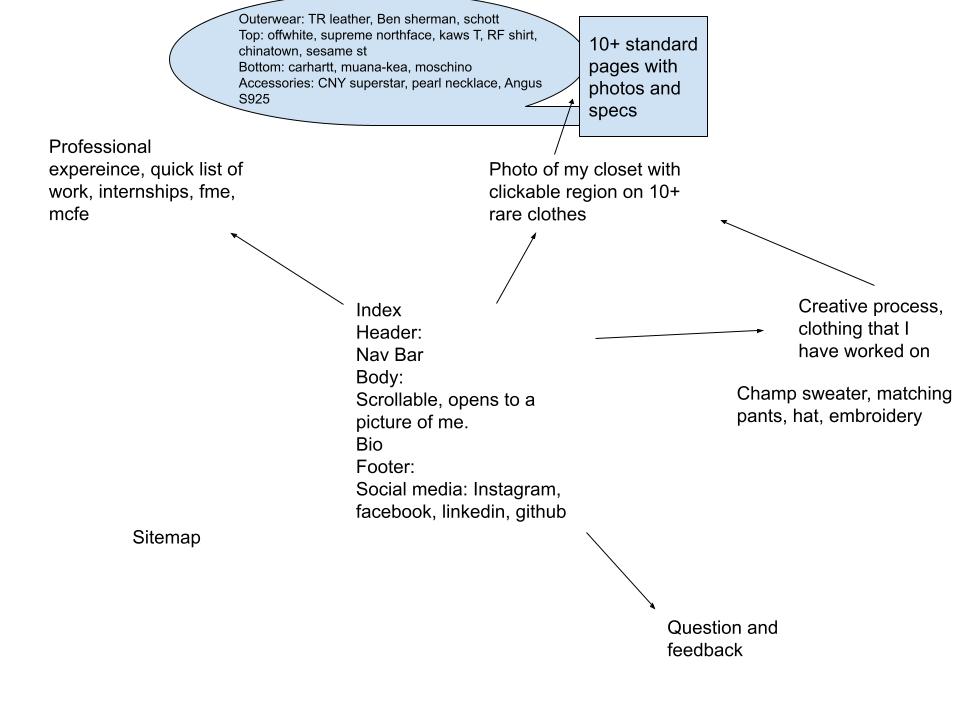 Outerwear: TR leather, Ben sherman, schott
Top: offwhite, supreme northface, kaws T, RF shirt,
chinatown, sesame st
Bottom: carhartt, muana-kea, moschino
Accessories: CNY superstar, pearl necklace, Angus
S925
10+ standard
pages with
photos and
specs
Professional
expereince, quick list of
work, internships, fme,
mcfe
Photo of my closet with
clickable region on 10+
rare clothes
Index
Header:
Nav Bar
Body:
Scrollable, opens to a
picture of me.
Bio
Footer:
Social media: Instagram,
facebook, linkedin, github
Creative process,
clothing that I
have worked on
Champ sweater, matching
pants, hat, embroidery
Sitemap
Question and
feedback